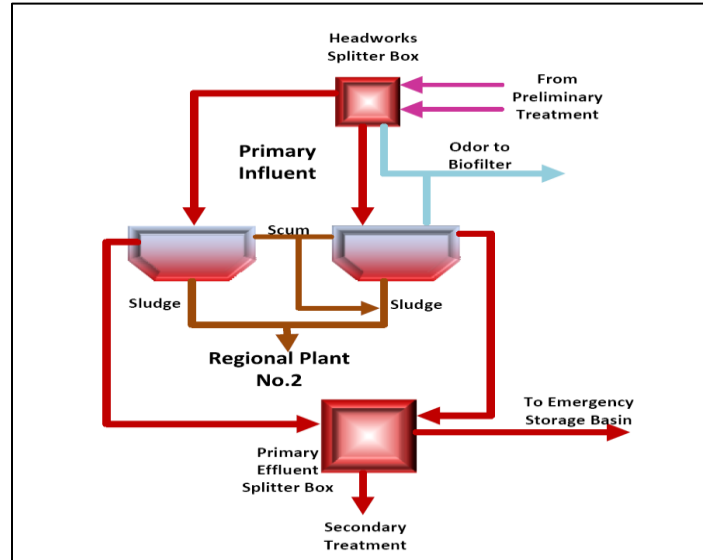 Headworks
Splitter Box
From
Preliminary
Treatment
Odor to
Biofilter
Primary
Influent
Scum
Sludge
Sludge
Regional Plant
No.2
To Emergency
Storage Basin
Primary
Effluent
Splitter Box
Secondary
Treatment